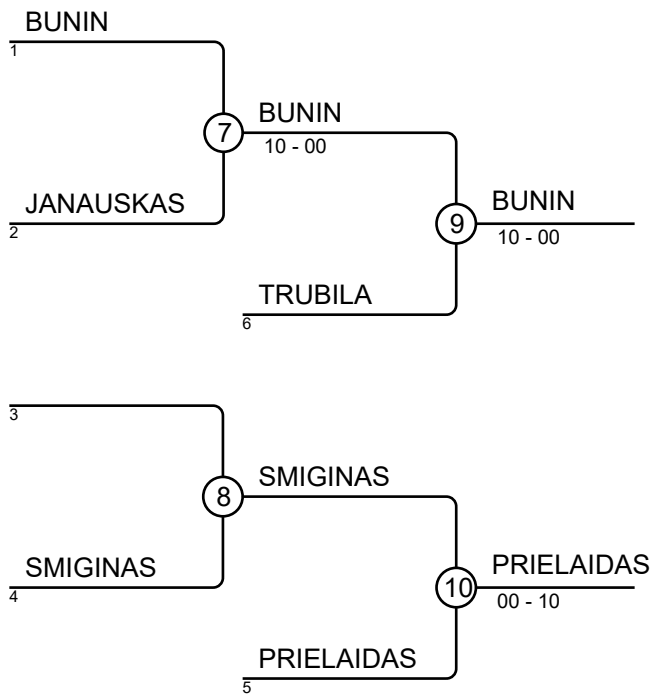 BUNIN
1
7
BUNIN
10 - 00
JANAUSKAS
2
9
BUNIN
10 - 00
TRUBILA
6
3
8
SMIGINAS
SMIGINAS
4
10
PRIELAIDAS
00 - 10
PRIELAIDAS
5